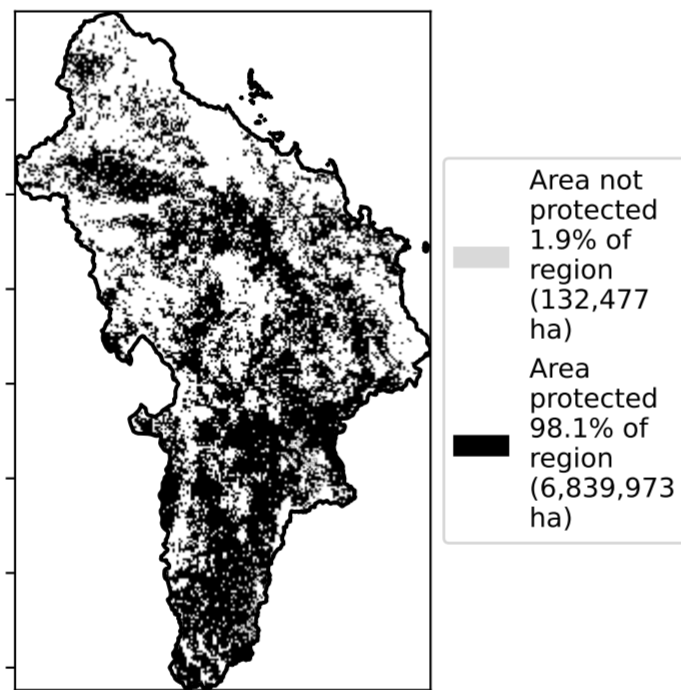 Area not
protected
1.9% of
region
(132,477
ha)
Area
protected
98.1% of
region
(6,839,973
ha)